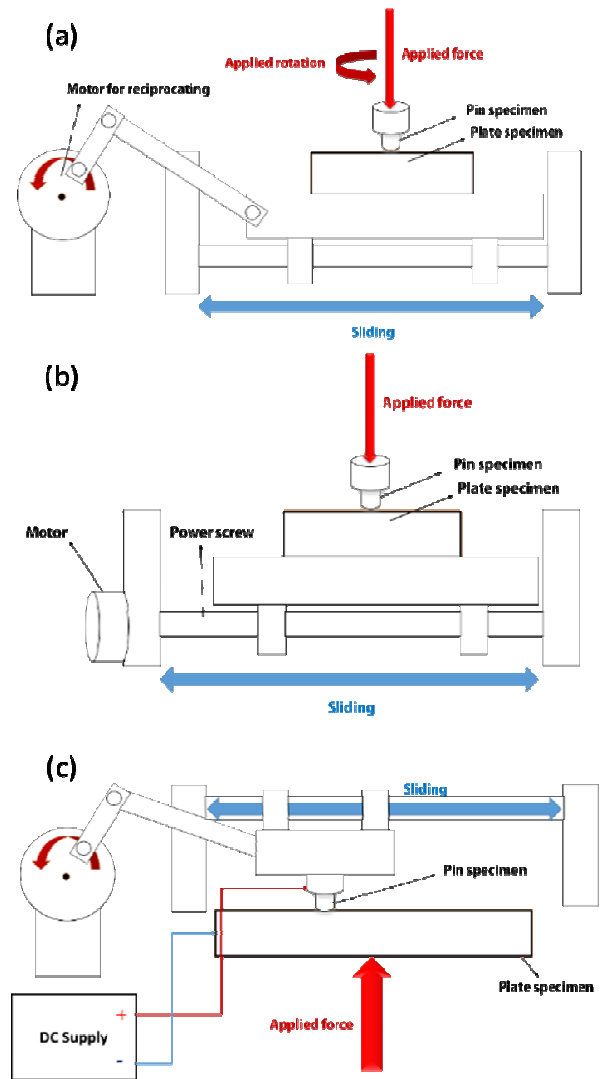 (a)
Applied rotation
Applied force
Motor for reciprocating
Pin specimen
Plate specimen
Sliding
(b)
Applied force
Pin specimen
Plate specimen
Motor
Power screw
Sliding
(c)
Sliding
Pin specimen
Plate specimen
+
DC Supply
-
Applied force